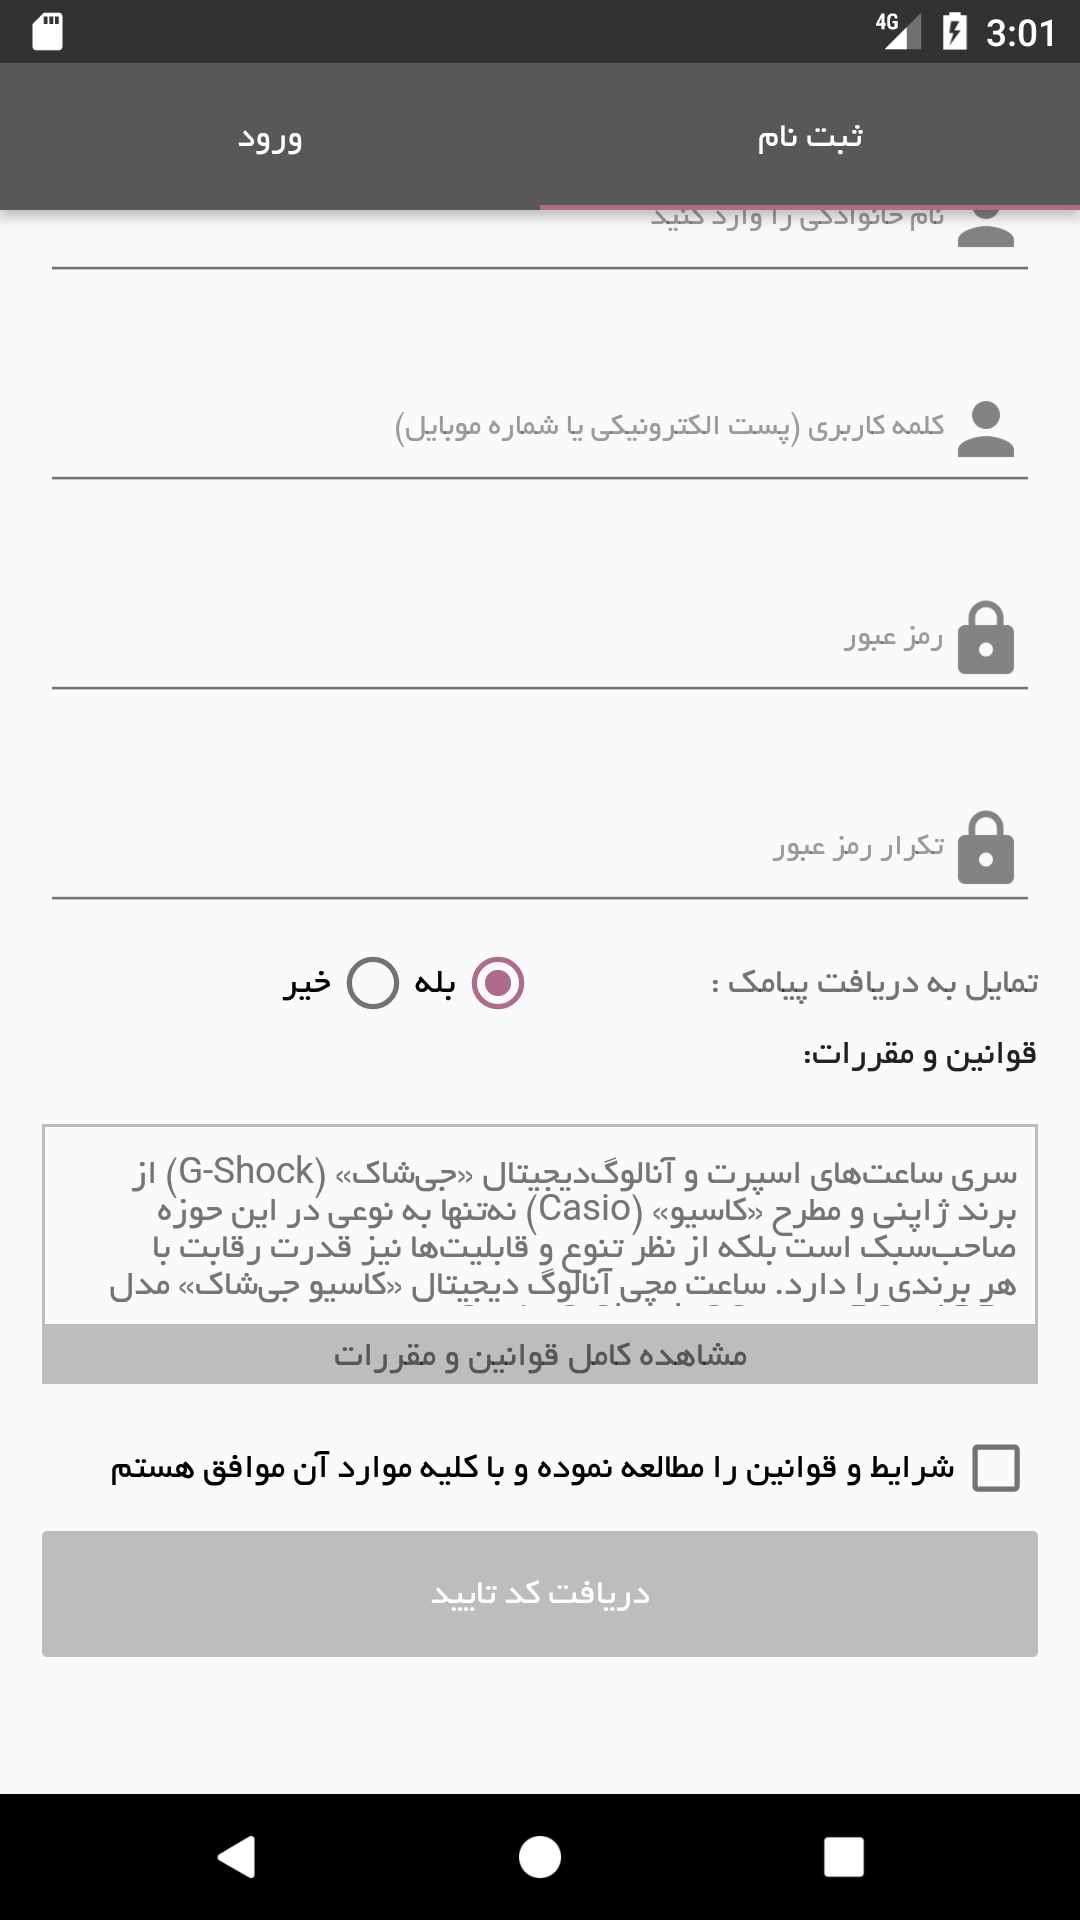 3:01
4G
ثبت نام
ورود
نام خانوادگی را وارد کنید
کلمه کاربری (پست الکترونیکی یا شماره موبایل)
رمز عبور
تکرار رمز عبور
تمایل به دریافت پیامک :
بله
خیر
قوانین و مقررات:
سری ساعت‌های اسپرت و آنالوگ‌دیجیتال «جی‌شاک» (G-Shock) از
برند ژاپنی و مطرح «کاسیو» (Casio) نه‌تنها به نوعی در این حوزه
صاحب‌سبک است بلکه از نظر تنوع و قابلیت‌ها نیز قدرت رقابت با
هر برندی را دارد. ساعت مچی آنالوگ دیجیتال «کاسیو جی‌شاک» مدل
مشاهده کامل قوانین و مقررات
شرایط و قوانین را مطالعه نموده و با کلیه موارد آن موافق هستم
دریافت کد تایید